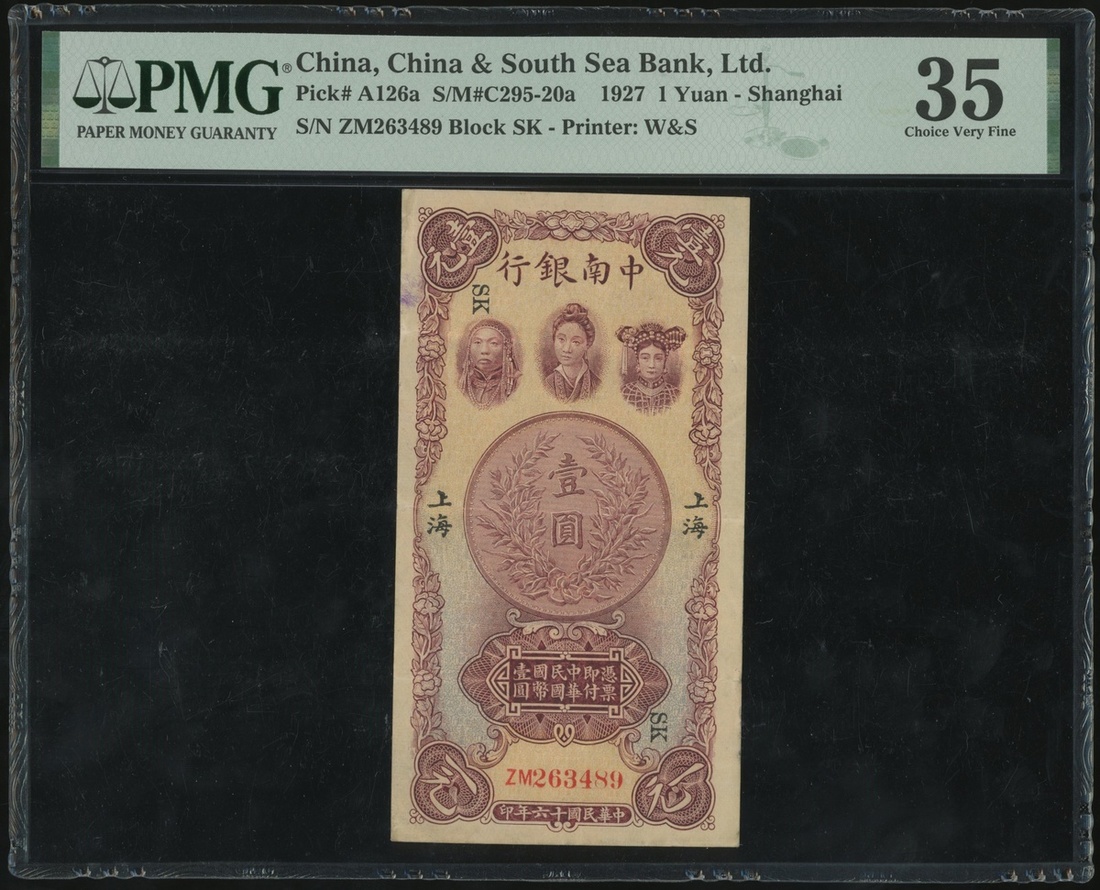 PMG®
PAPER MONEY GUARANTY
China, China & South Sea Bank, Ltd.
Pick# A126a S/M#C295-20a 1927 1 Yuan - Shanghai
S/N ZM263489 Block SK - Printer: W&S
35
Choice Very Fine
中南銀行
SK
壹圓
上海
上海
憑票即付中華民國國幣壹圓
SK
ZM263489
中華民國十六年印